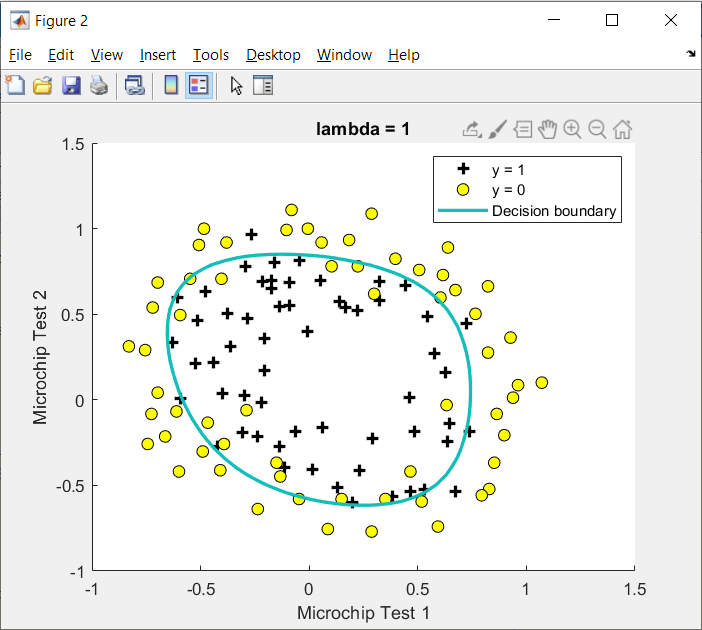 Figure 2
File Edit View Insert Tools Desktop Window Help
lambda = 1
y = 1
y = 0
Decision boundary
1.5
1
0.5
0
-0.5
-1
Microchip Test 2
-1 -0.5 0 0.5 1 1.5
Microchip Test 1